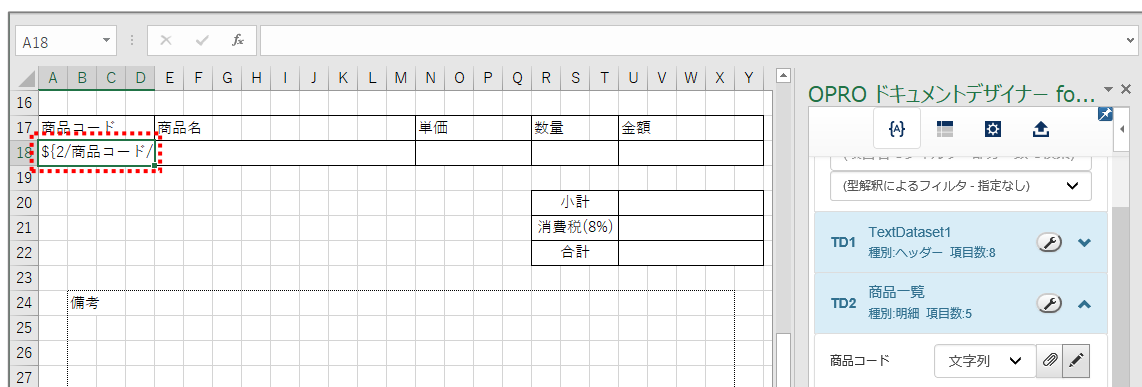 A18
fx
A B C D E F G H I J K L M N O P Q R S T U V W X Y
16
17 商品コード 商品名 単価 数量 金額
18 ${2/商品コード/
19
20 小計
21 消費税(8%)
22 合計
23
24 備考
25
26
27
OPRO ドキュメントデザイナー fo...
{A}
(型解釈によるフィルタ - 指定なし)
TD1 TextDataset1
種別:ヘッダー 項目数:8
TD2 商品一覧
種別:明細 項目数:5
商品コード 文字列